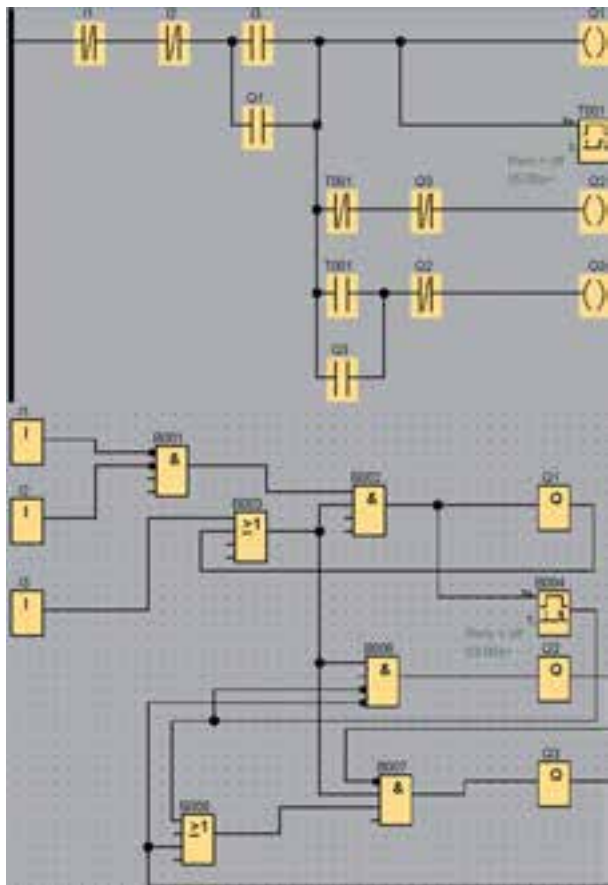 I1 I2 I3 Q1
Q1 T001
T001 Q3 Q2
T001 Q2 Q3
Q3
I1
I
B001
&
I2
I
B002
&
Q1
Q
B003
≥1
I3
I
B004
B006
&
Q2
Q
B007
&
Q3
Q
≥1